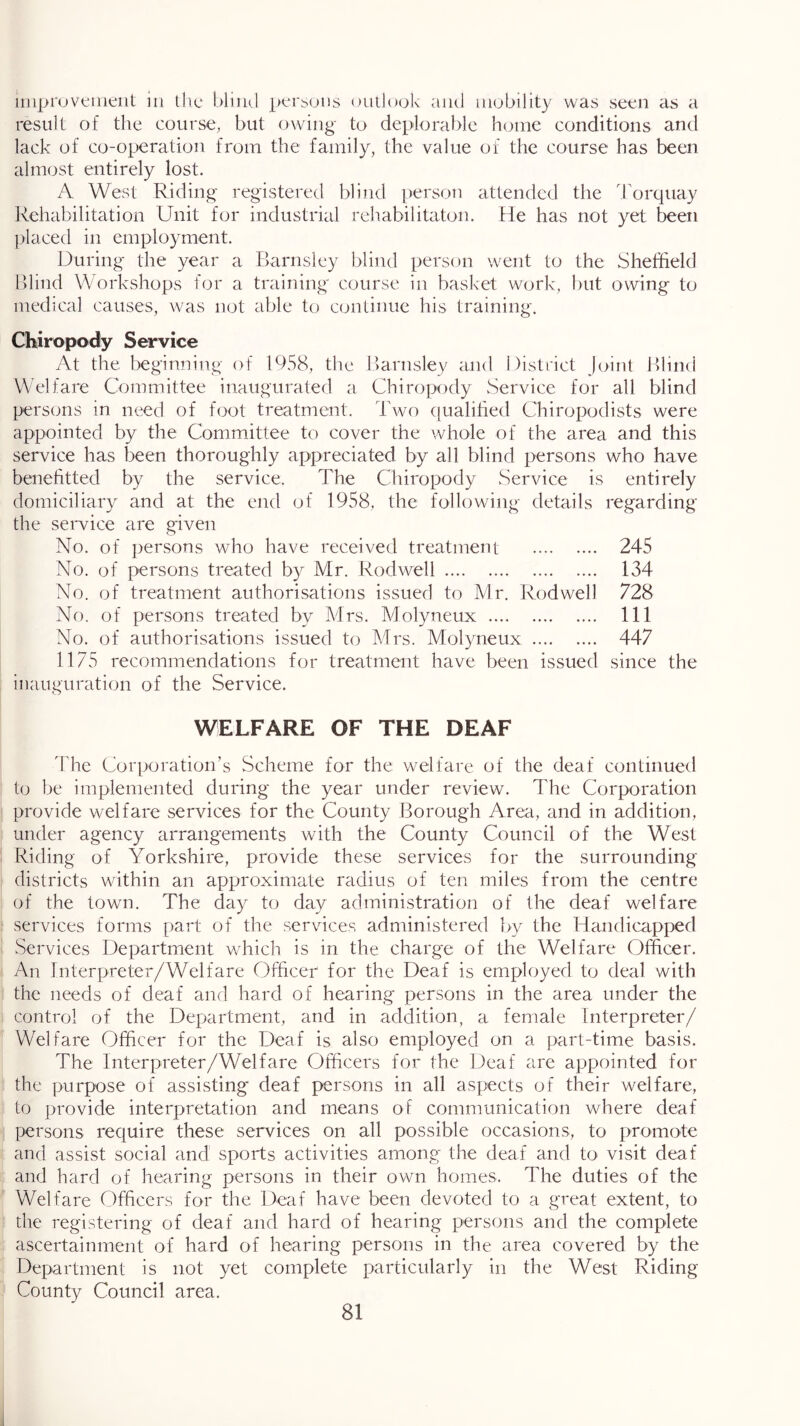 improvement in the blind persons outlook and mobility was seen as a
result of the course, but owing to deplorable home conditions and
lack of co-operation from the family, the value of the course has been
almost entirely lost.
A West Riding registered blind person attended the Torquay
Rehabilitation Unit for industrial rehabilitaton. He has not yet been
placed in employment.
During the year a Barnsley blind person went to the Sheffield
Blind Workshops for a training course in basket work, but owing to
medical causes, was not able to continue his training.
Chiropody Service
At the beginning of 1958, the Barnsley and District Joint Blind
Welfare Committee inaugurated a Chiropody Service for all blind
persons in need of foot treatment. Two qualified Chiropodists were
appointed by the Committee to cover the whole of the area and this
service has been thoroughly appreciated by all blind persons who have
benefitted by the service. The Chiropody Service is entirely
domiciliary and at the end of 1958, the following details regarding
the service are given
No. of persons who have received treatment .... .... 245
No. of persons treated by Mr. Rodwell .... .... .... .... 134
No. of treatment authorisations issued to Mr. Rodwell 728
No. of persons treated by Mrs. Molyneux .... .... .... 111
No. of authorisations issued to Mrs. Molyneux .... .... 447
1175 recommendations for treatment have been issued since the
inauguration of the Service.
WELFARE OF THE DEAF
The Corporation's Scheme for the welfare of the deaf continued
to be implemented during the year under review. The Corporation
provide welfare services for the County Borough Area, and in addition,
under agency arrangements with the County Council of the West
Riding of Yorkshire, provide these services for the surrounding
districts within an approximate radius of ten miles from the centre
of the town. The day to day administration of the deaf welfare
services forms part of the services administered by the Handicapped
Services Department which is in the charge of the Welfare Officer.
An Interpreter/Welfare Officer for the Deaf is employed to deal with
the needs of deaf and hard of hearing persons in the area under the
control of the Department, and in addition, a female Interpreter/
Welfare Officer for the Deaf is also employed on a part-time basis.
The Interpreter/Welfare Officers for the Deaf are appointed for
the purpose of assisting deaf persons in all aspects of their welfare,
to provide interpretation and means of communication where deaf
persons require these services on all possible occasions, to promote
and assist social and sports activities among the deaf and to visit deaf
and hard of hearing persons in their own homes. The duties of the
Welfare Officers for the Deaf have been devoted to a great extent, to
the registering of deaf and hard of hearing persons and the complete
ascertainment of hard of hearing persons in the area covered by the
Department is not yet complete particularly in the West Riding
County Council area.
81